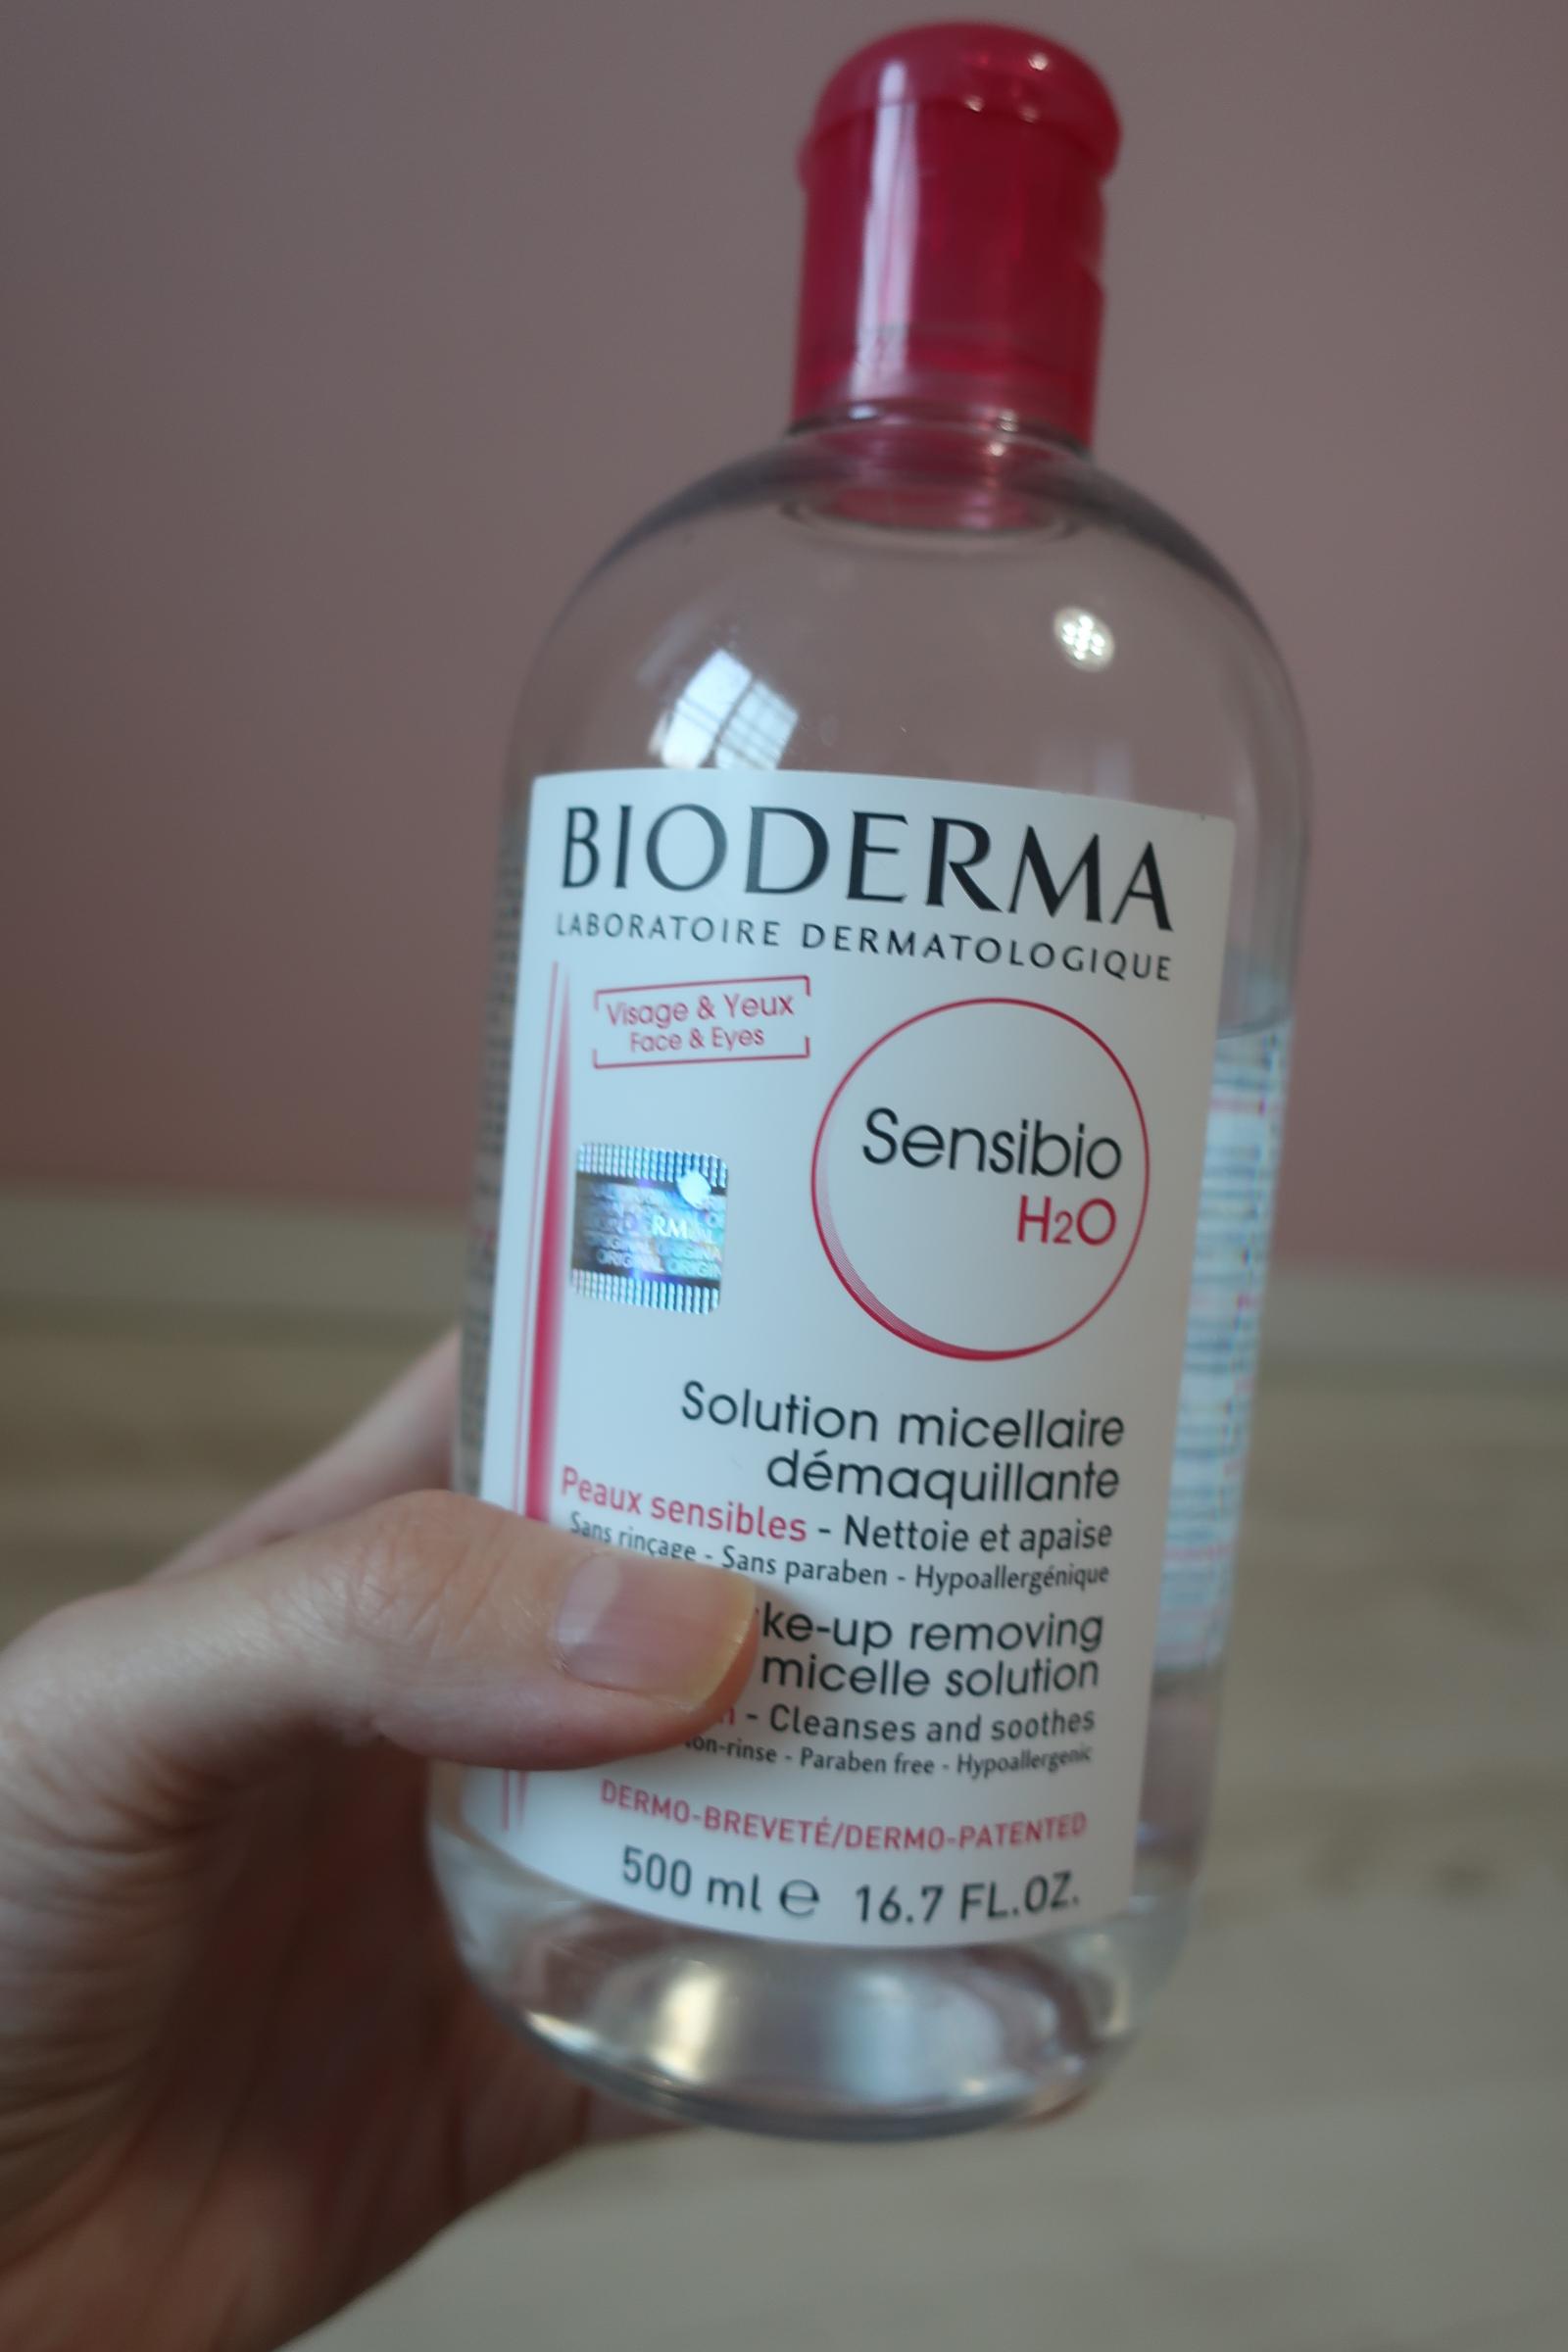 BIODERMA
LABORATOIRE DERMATOLOGIQUE
Visage & Yeux
Face & Eyes
Sensibio
H2O
ORIGINAL ORIGIN
Solution micellaire
démaquillante
Peaux sensibles - Nettoie et apaise
Sans rinçage - Sans paraben - Hypoallergénique
ke-up removing
micelle solution
- Cleanses and soothes
on-rinse - Paraben free - Hypoallergenic
DERMO-BREVETÉ/DERMO-PATENTED
500 ml e 16.7 FL.OZ.